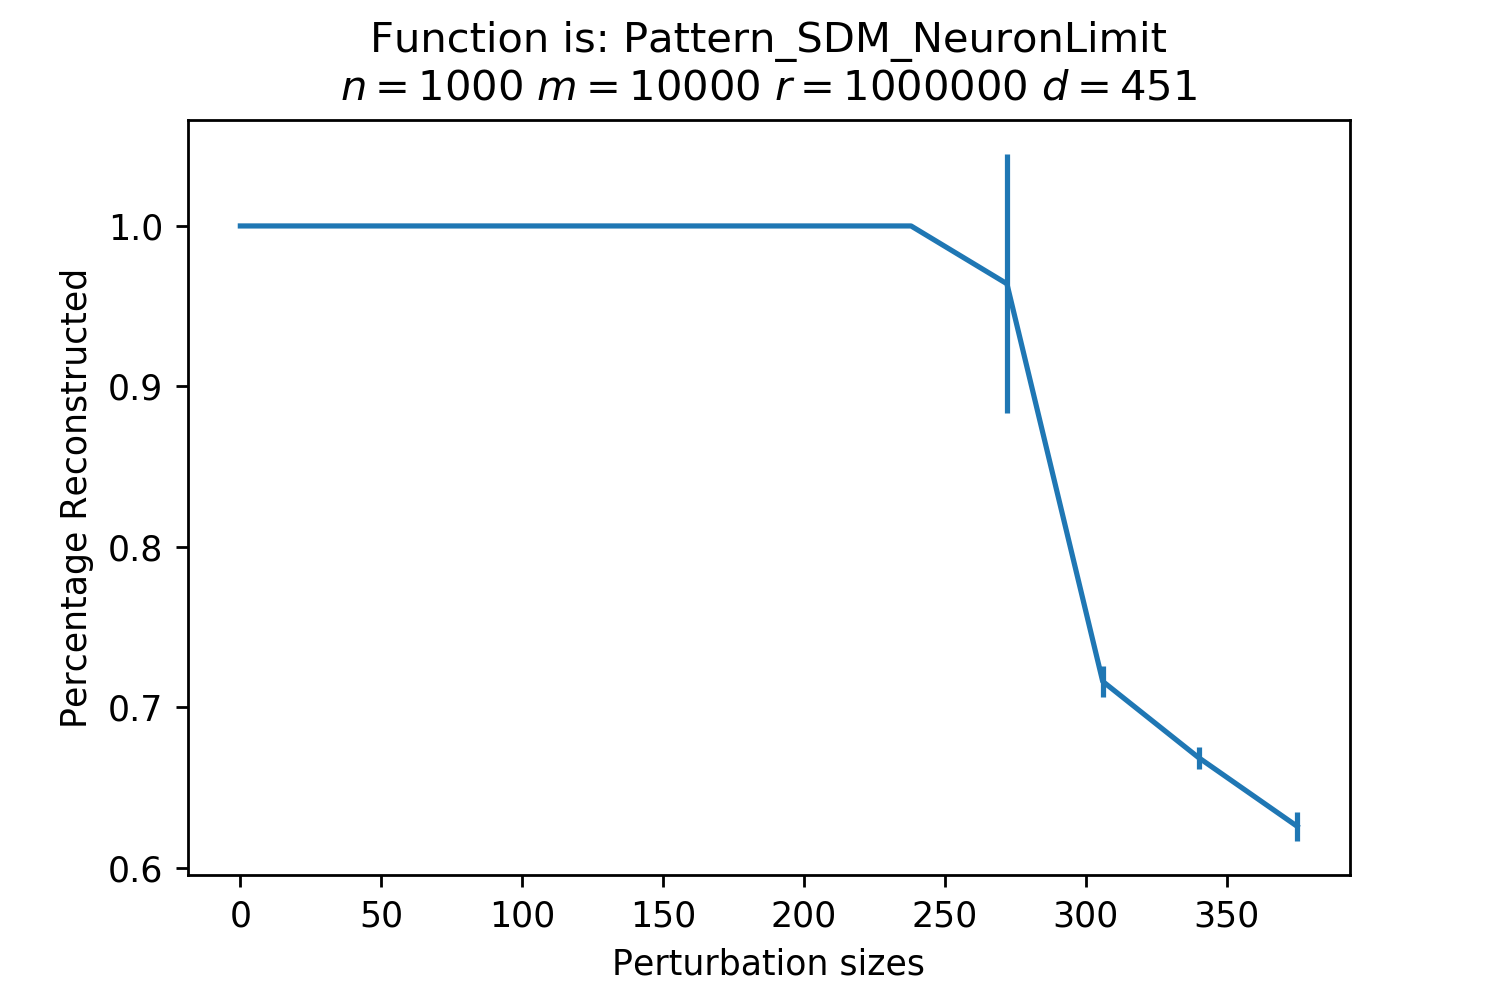 Function is: Pattern_SDM_NeuronLimit
n = 1000 m = 10000 r = 1000000 d = 451
1.0
0.9
0.8
0.7
0.6
Percentage Reconstructed
0 50 100 150 200 250 300 350
Perturbation sizes